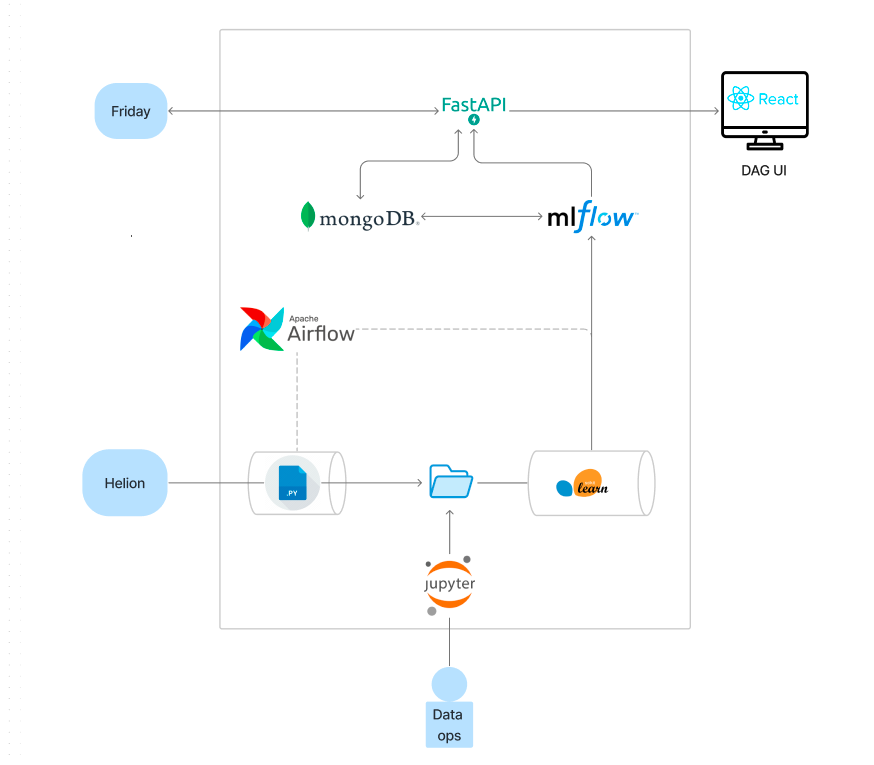 Friday
FastAPI
React
DAG UI
mongoDB
mlflow
Apache
Airflow
Helion
.PY
learn
jupyter
Data
ops